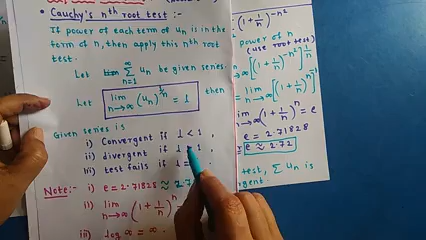 • Cauchy's nth root test :-
If power of each term of un is in the
form of n, then apply this nth root
test.
Let ∞ Σ un be given series.
Let lim n→∞ (un)^1/n = l then
Given series is
i) Convergent if l < 1,
ii) divergent if l 1,
iii) test fails if l =
Note:- i) e = 2.71828 ≈ 2.7
ii) lim n→∞ (1 + 1/n)^n
iii) log ∞ = ∞.
(1 + 1/n)^-n²
power of n
(use root test)
n→∞ [(1 + 1/n)^-n²]^1/n
n→∞ [(1 + 1/n)^n]^-1
lim n→∞ (1 + 1/n)^n = e
e = 2.71828
e ≈ 2.72
test, Σ un is
gent.